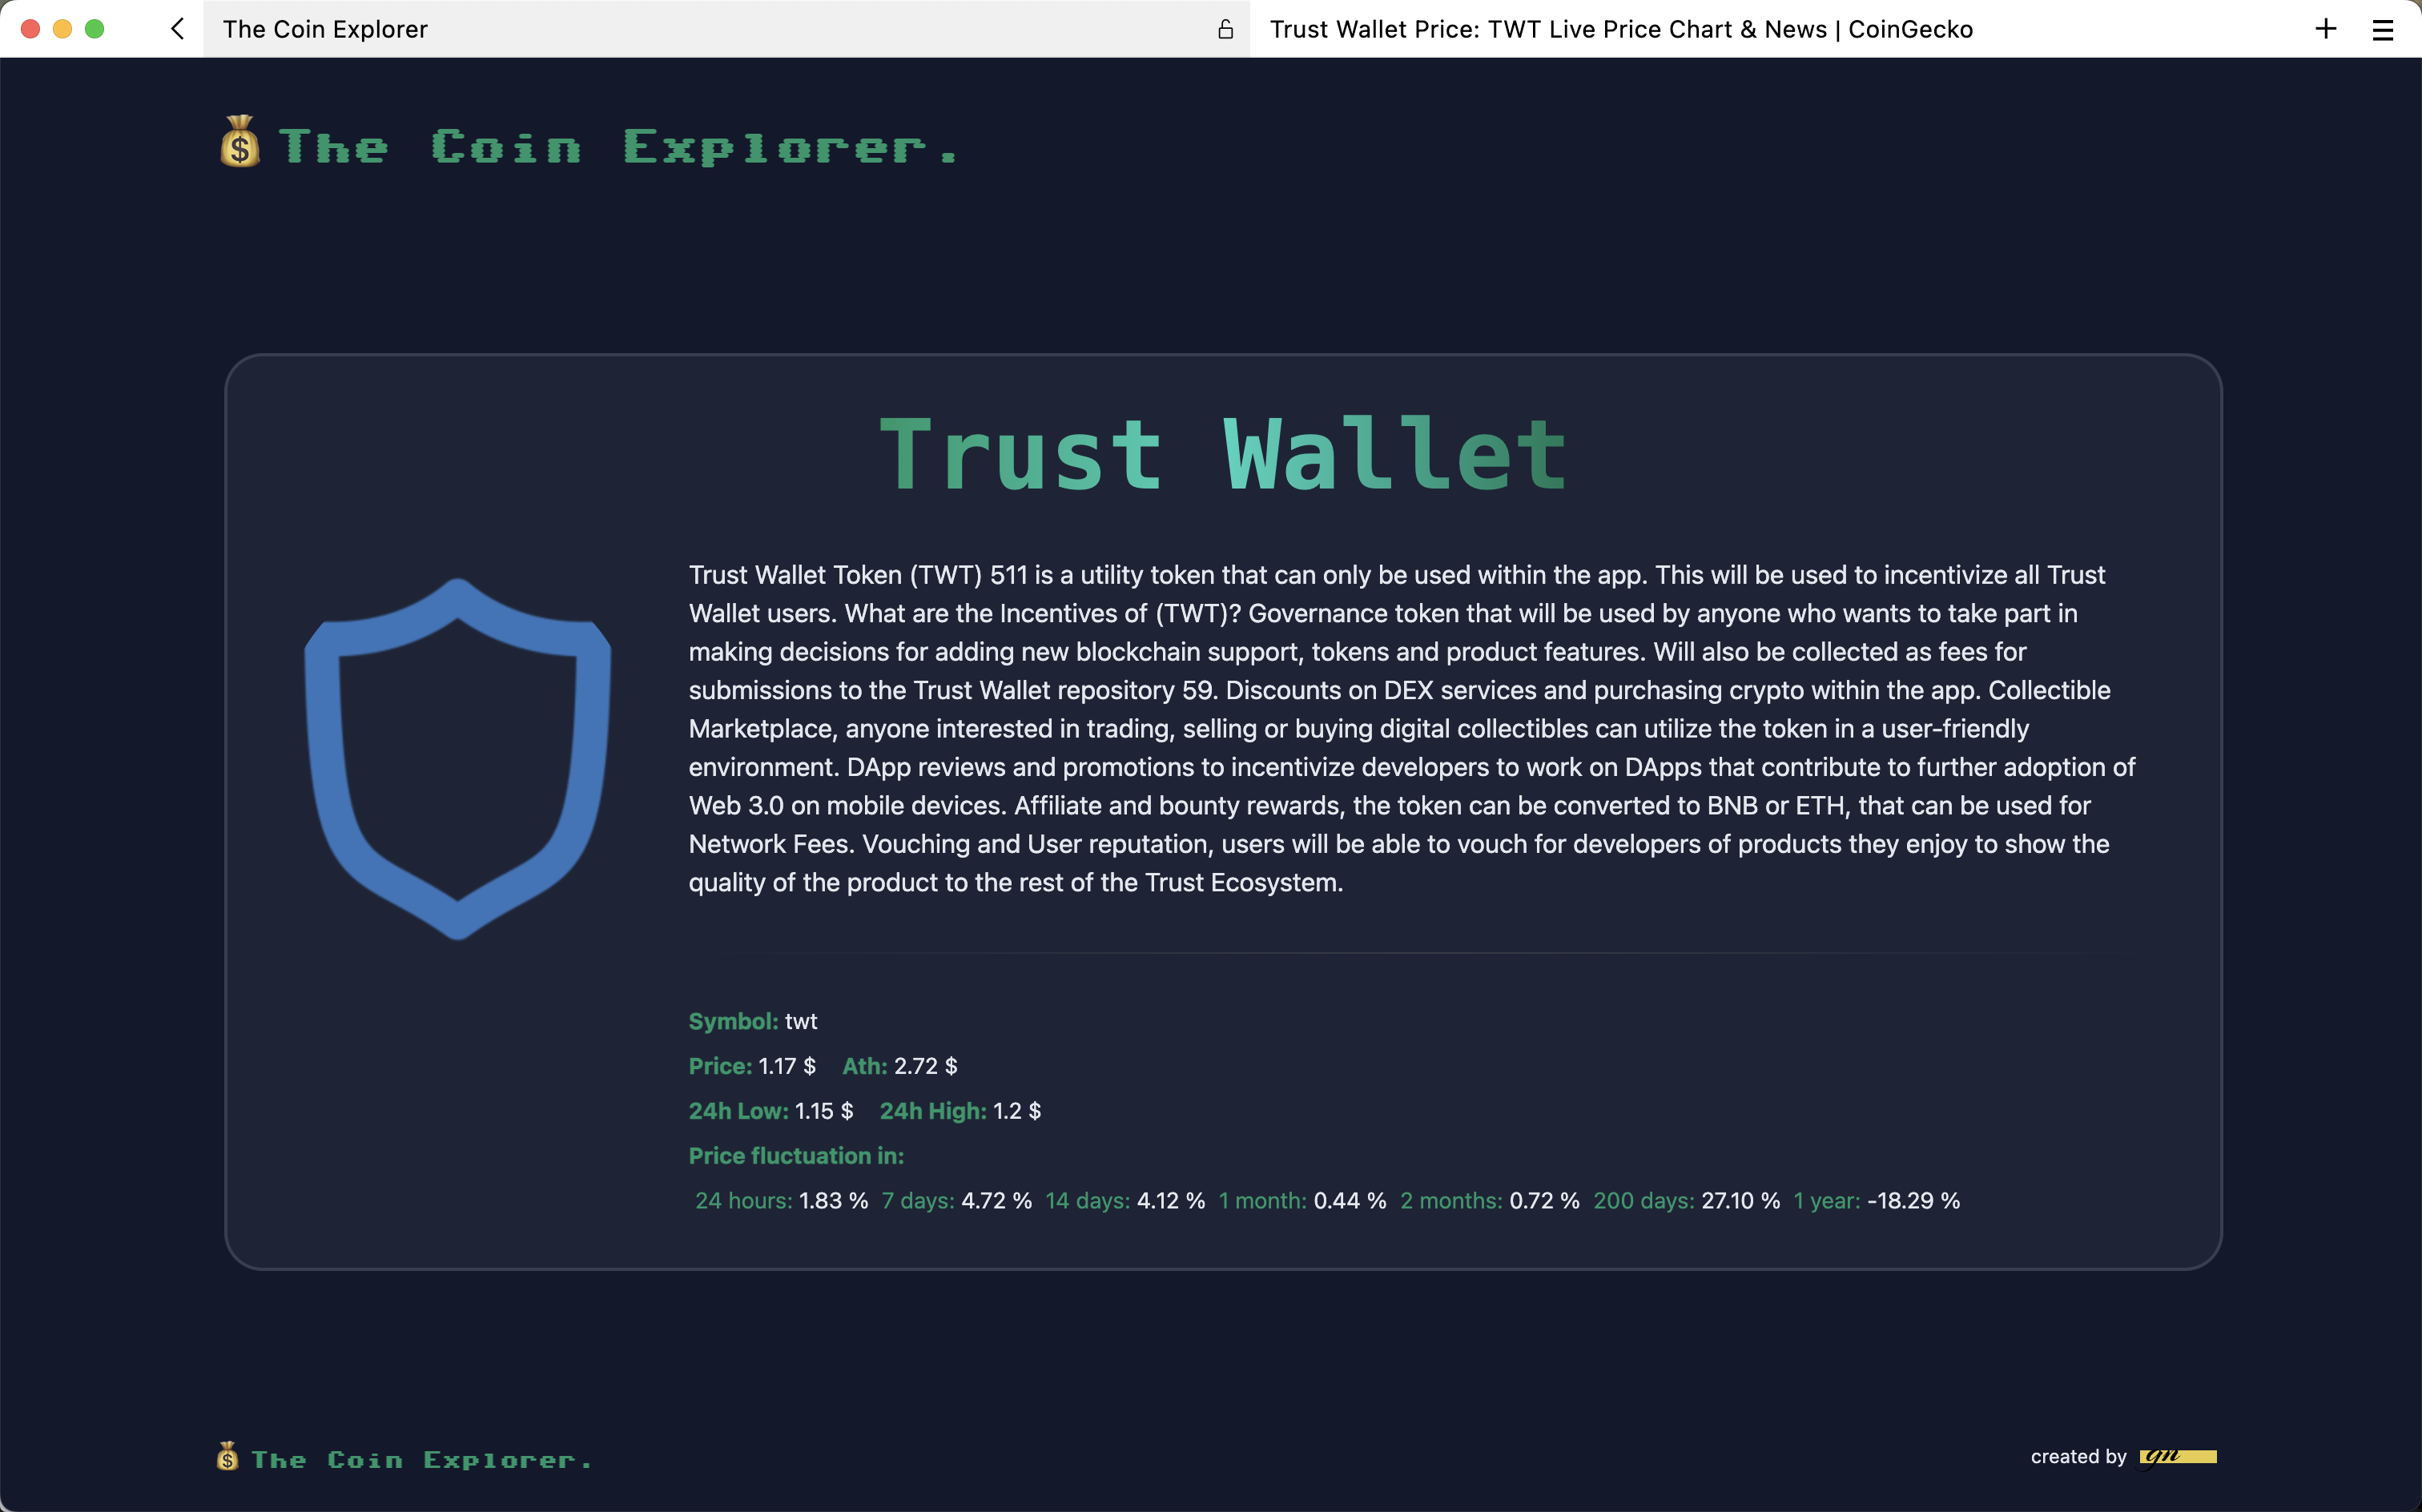 The Coin Explorer
Trust Wallet Price: TWT Live Price Chart & News | CoinGecko
The Coin Explorer.
Trust Wallet
Trust Wallet Token (TWT) 511 is a utility token that can only be used within the app. This will be used to incentivize all Trust
Wallet users. What are the Incentives of (TWT)? Governance token that will be used by anyone who wants to take part in
making decisions for adding new blockchain support, tokens and product features. Will also be collected as fees for
submissions to the Trust Wallet repository 59. Discounts on DEX services and purchasing crypto within the app. Collectible
Marketplace, anyone interested in trading, selling or buying digital collectibles can utilize the token in a user-friendly
environment. DApp reviews and promotions to incentivize developers to work on DApps that contribute to further adoption of
Web 3.0 on mobile devices. Affiliate and bounty rewards, the token can be converted to BNB or ETH, that can be used for
Network Fees. Vouching and User reputation, users will be able to vouch for developers of products they enjoy to show the
quality of the product to the rest of the Trust Ecosystem.
Symbol: twt
Price: 1.17 $ Ath: 2.72 $
24h Low: 1.15 $ 24h High: 1.2 $
Price fluctuation in:
24 hours: 1.83 % 7 days: 4.72 % 14 days: 4.12 % 1 month: 0.44 % 2 months: 0.72 % 200 days: 27.10 % 1 year: -18.29 %
The Coin Explorer.
created by